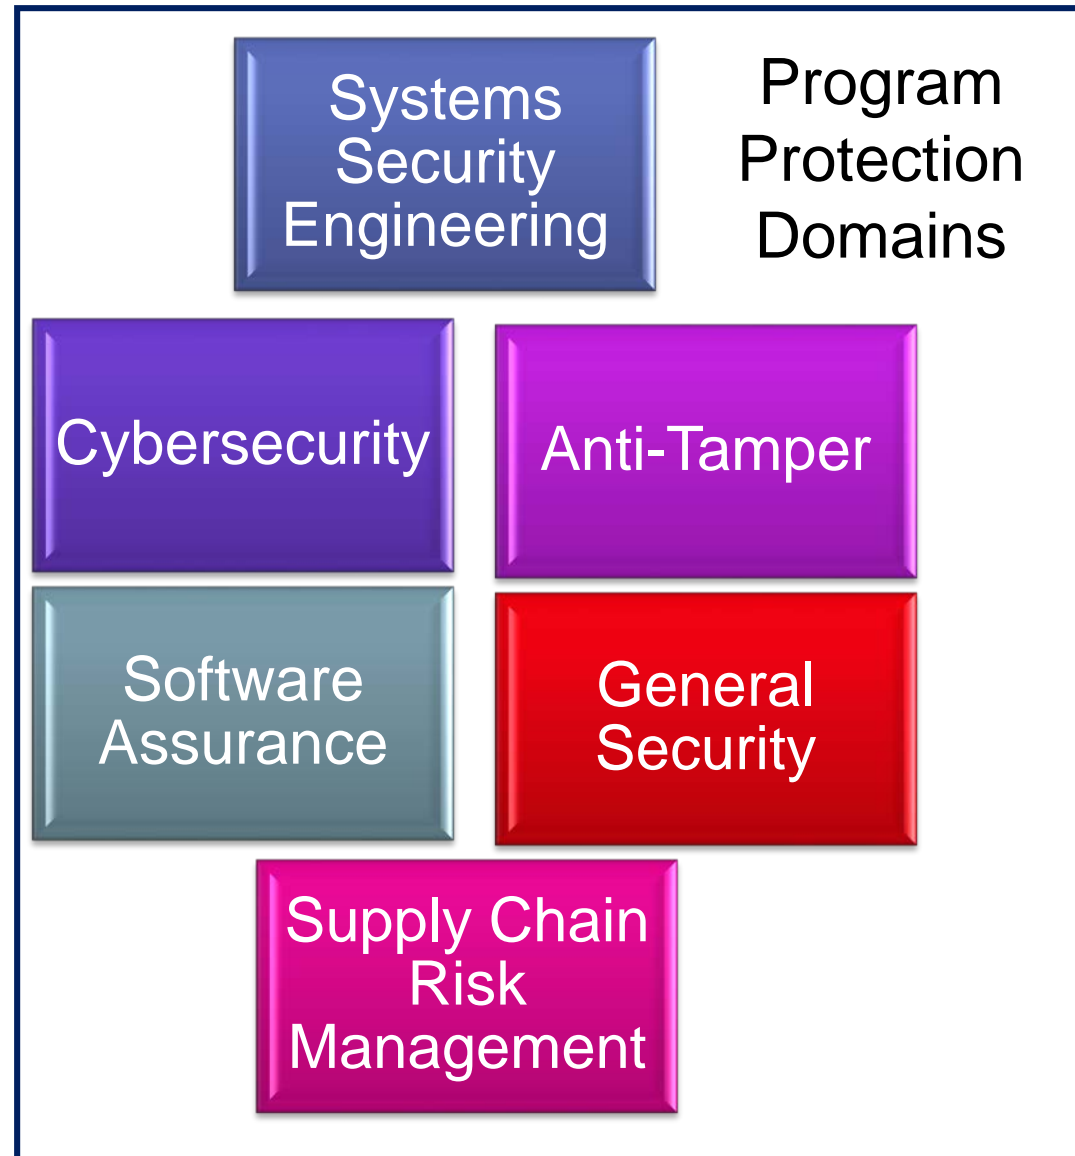 Systems
Security
Engineering
Program
Protection
Domains
Cybersecurity
Anti-Tamper
Software
Assurance
General
Security
Supply Chain
Risk
Management